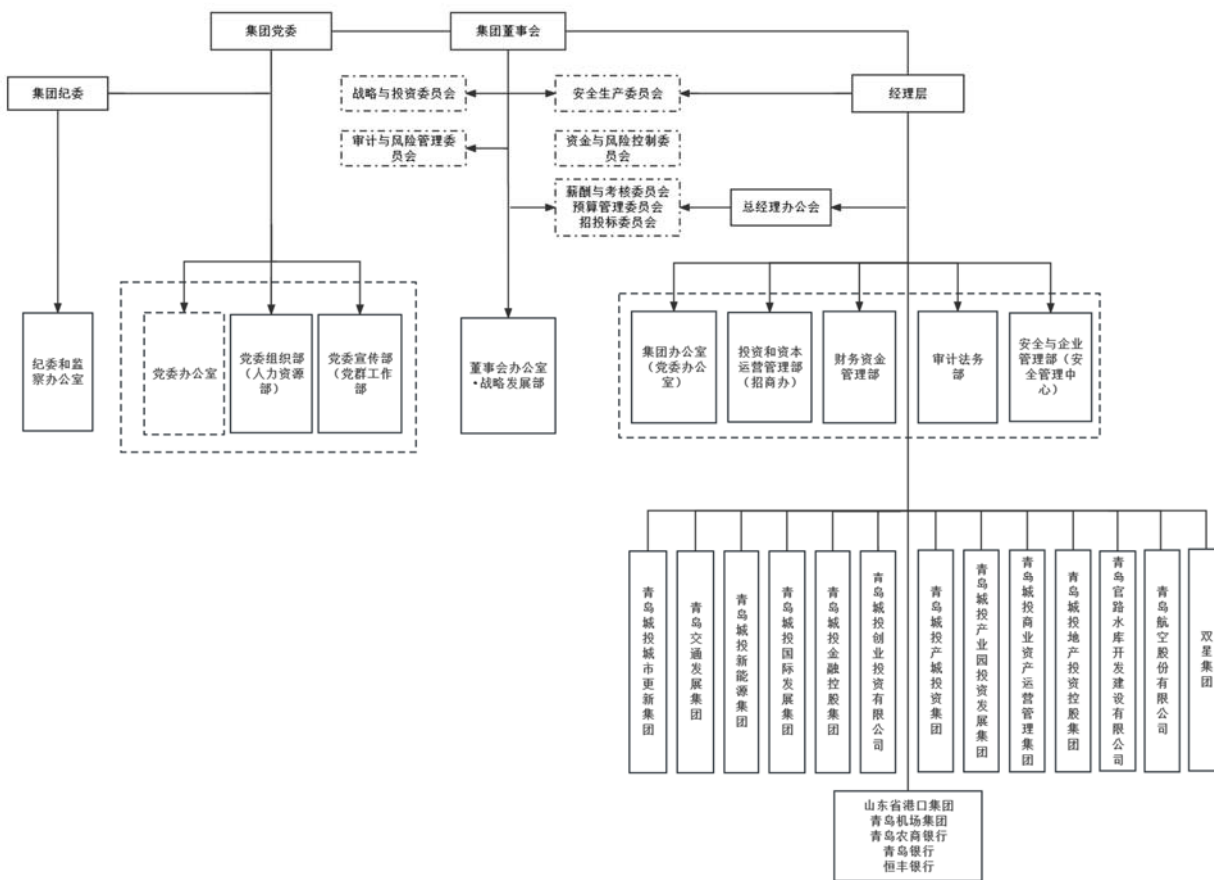 集团党委
集团董事会
集团纪委
战略与投资委员会
安全生产委员会
经理层
审计与风险管理委
员会
资金与风险控制委
员会
薪酬与考核委员会
预算管理委员会
招投标委员会
总经理办公会
纪委和监
察办公室
党委办公室
党委组织部
（人力资源
部）
党委宣传部
（党群工作
部
董事会办公室
•战略发展部
集团办公室
（党委办公
室）
投资和资本
运营管理部
（招商办）
财务资金
管理部
审计法务
部
安全与企业
管理部（安
全管理中
心）
青岛城投城市更新集团
青岛交通发展集团
青岛城投新能源集团
青岛城投国际发展集团
青岛城投金融控股集团
青岛城投创业投资有限公司
青岛城投产城投资集团
青岛城投产业园投资发展集团
青岛城投商业资产运营管理集团
青岛城投地产投资控股集团
青岛官路水库开发建设有限公司
青岛航空股份有限公司
双星集团
山东省港口集团
青岛机场集团
青岛农商银行
青岛银行
恒丰银行